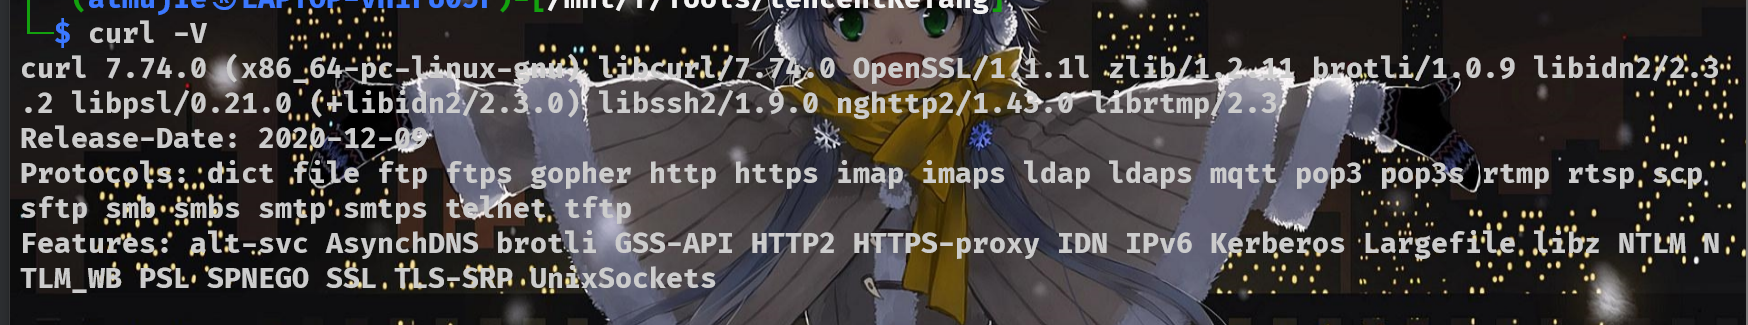 (atmujie㉿LAPTOP-vh1ru09r)-[/mnt/f/Tools/tencentKeTang]
└─$ curl -V
curl 7.74.0 (x86_64-pc-linux-gnu) libcurl/7.74.0 OpenSSL/1.1.1l zlib/1.2.11 brotli/1.0.9 libidn2/2.3
.2 libpsl/0.21.0 (+libidn2/2.3.0) libssh2/1.9.0 nghttp2/1.43.0 librtmp/2.3
Release-Date: 2020-12-09
Protocols: dict file ftp ftps gopher http https imap imaps ldap ldaps mqtt pop3 pop3s rtmp rtsp scp
sftp smb smbs smtp smtps telnet tftp
Features: alt-svc AsynchDNS brotli GSS-API HTTP2 HTTPS-proxy IDN IPv6 Kerberos Largefile libz NTLM N
TLM_WB PSL SPNEGO SSL TLS-SRP UnixSockets